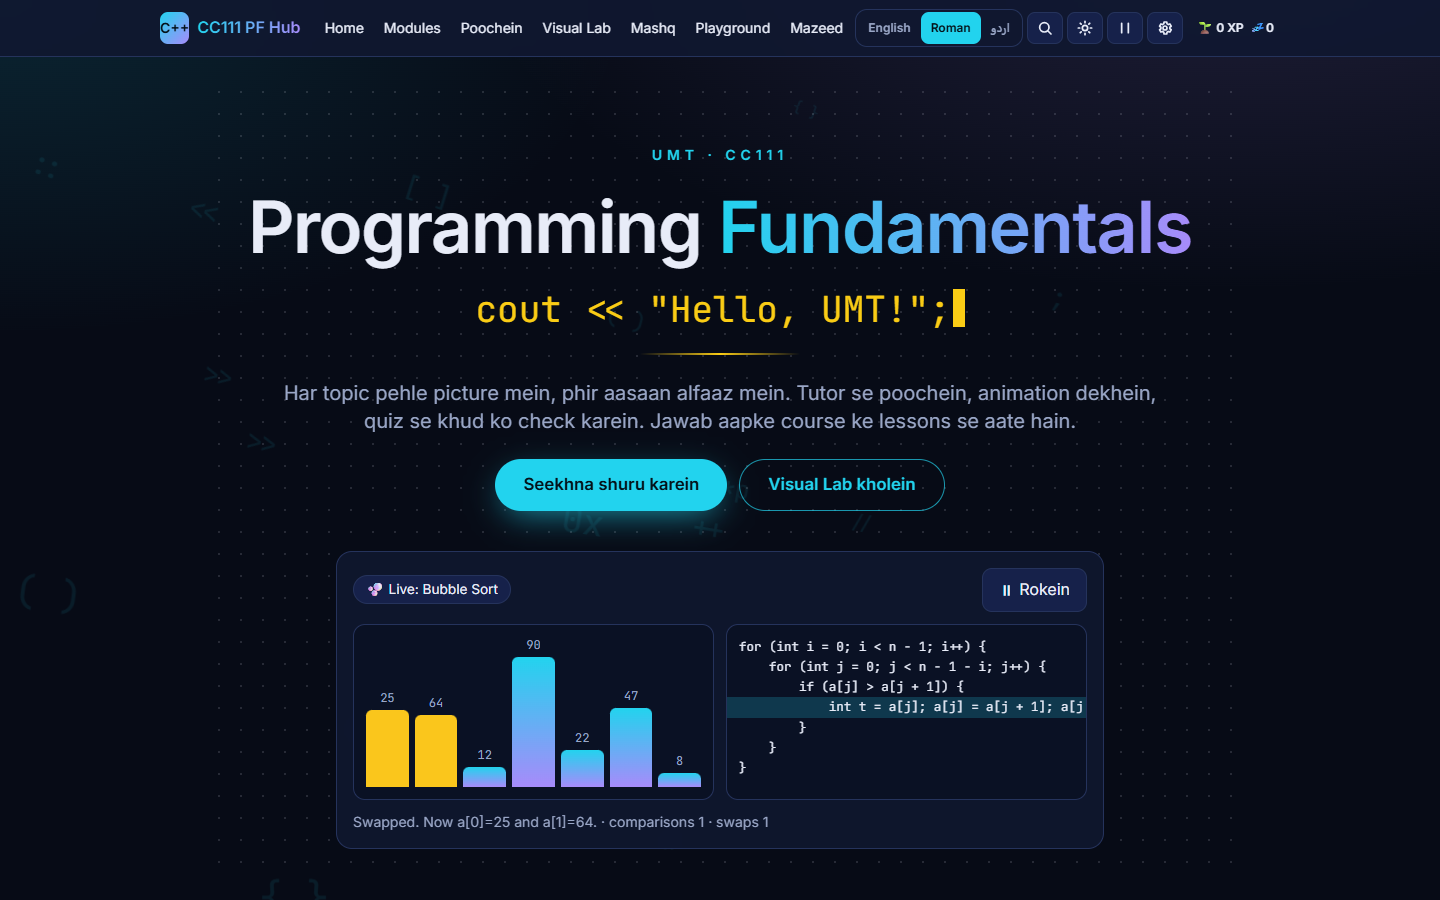 C++ CC111 PF Hub Home Modules Poochein Visual Lab Mashq Playground Mazeed English Roman اردو 0 XP 0
UMT · CC111
Programming Fundamentals
cout << "Hello, UMT!";
Har topic pehle picture mein, phir aasaan alfaaz mein. Tutor se poochein, animation dekhein,
quiz se khud ko check karein. Jawab aapke course ke lessons se aate hain.
Seekhna shuru karein Visual Lab kholein
Live: Bubble Sort Rokein
25 64 12 90 22 47 8
for (int i = 0; i < n - 1; i++) {
for (int j = 0; j < n - 1 - i; j++) {
if (a[j] > a[j + 1]) {
int t = a[j]; a[j] = a[j + 1]; a[j
}
}
}
Swapped. Now a[0]=25 and a[1]=64. · comparisons 1 · swaps 1